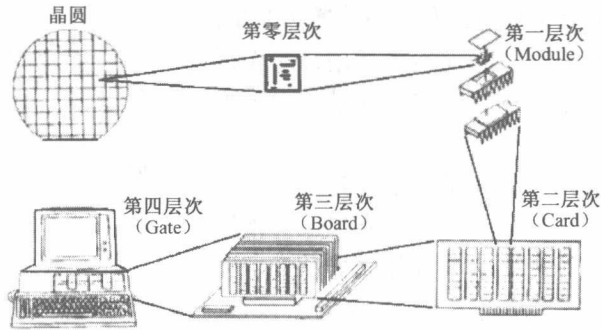 晶圆
第零层次
第一层次
（Module）
第四层次
（Gate）
第三层次
（Board）
第二层次
（Card）